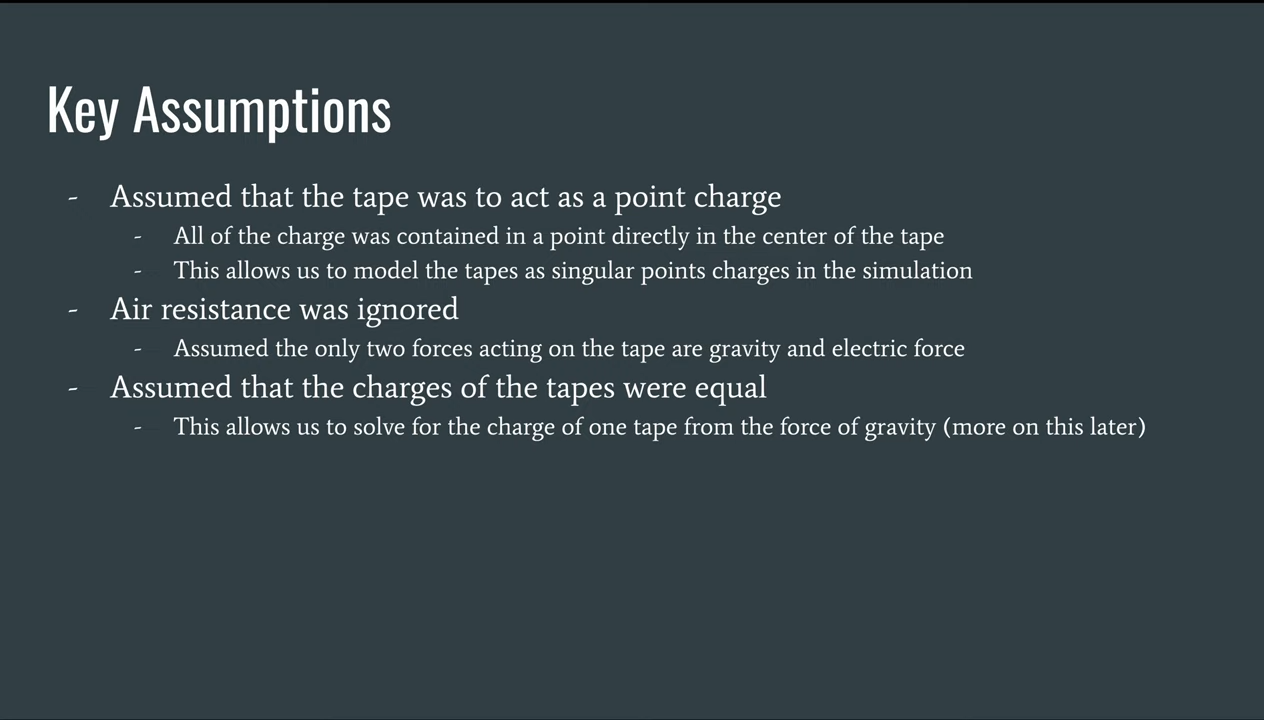 Key Assumptions
- Assumed that the tape was to act as a point charge
- All of the charge was contained in a point directly in the center of the tape
- This allows us to model the tapes as singular points charges in the simulation
- Air resistance was ignored
- Assumed the only two forces acting on the tape are gravity and electric force
- Assumed that the charges of the tapes were equal
- This allows us to solve for the charge of one tape from the force of gravity (more on this later)